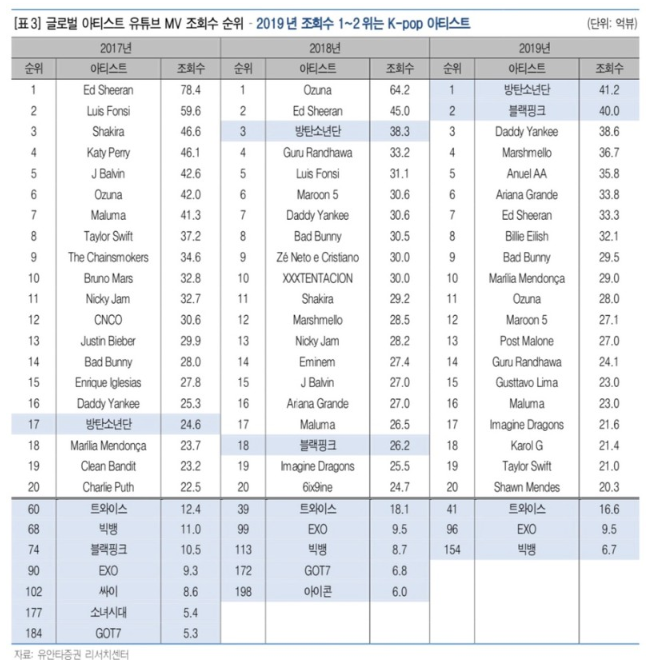 [표 3] 글로벌 아티스트 유튜브 MV 조회수 순위 - 2019년 조회수 1~2위는 K-pop 아티스트 (단위: 억뷰)
2017년 2018년 2019년
순위 아티스트 조회수 순위 아티스트 조회수 순위 아티스트 조회수
1 Ed Sheeran 78.4 1 Ozuna 64.2 1 방탄소년단 41.2
2 Luis Fonsi 59.6 2 Ed Sheeran 45.0 2 블랙핑크 40.0
3 Shakira 46.6 3 방탄소년단 38.3 3 Daddy Yankee 38.6
4 Katy Perry 46.1 4 Guru Randhawa 33.2 4 Marshmello 36.7
5 J Balvin 42.6 5 Luis Fonsi 31.1 5 Anuel AA 35.8
6 Ozuna 42.0 6 Maroon 5 30.6 6 Ariana Grande 33.8
7 Maluma 41.3 7 Daddy Yankee 30.6 7 Ed Sheeran 33.3
8 Taylor Swift 37.2 8 Bad Bunny 30.5 8 Billie Eilish 32.1
9 The Chainsmokers 34.6 9 Zé Neto e Cristiano 30.0 9 Bad Bunny 29.5
10 Bruno Mars 32.8 10 XXXTENTACION 30.0 10 Marília Mendonça 29.0
11 Nicky Jam 32.7 11 Shakira 29.2 11 Ozuna 28.0
12 CNCO 30.6 12 Marshmello 28.5 12 Maroon 5 27.1
13 Justin Bieber 29.9 13 Nicky Jam 28.2 13 Post Malone 27.0
14 Bad Bunny 28.0 14 Eminem 27.4 14 Guru Randhawa 24.1
15 Enrique Iglesias 27.8 15 J Balvin 27.0 15 Gusttavo Lima 23.0
16 Daddy Yankee 25.3 16 Ariana Grande 27.0 16 Maluma 23.0
17 방탄소년단 24.6 17 Maluma 26.5 17 Imagine Dragons 21.6
18 Marília Mendonça 23.7 18 블랙핑크 26.2 18 Karol G 21.4
19 Clean Bandit 23.2 19 Imagine Dragons 25.5 19 Taylor Swift 21.0
20 Charlie Puth 22.5 20 6ix9ine 24.7 20 Shawn Mendes 20.3
60 트와이스 12.4 39 트와이스 18.1 41 트와이스 16.6
68 빅뱅 11.0 99 EXO 9.5 96 EXO 9.5
74 블랙핑크 10.5 113 빅뱅 8.7 154 빅뱅 6.7
90 EXO 9.3 172 GOT7 6.8
102 싸이 8.6 198 아이콘 6.0
177 소녀시대 5.4
184 GOT7 5.3
자료: 유안타증권 리서치센터